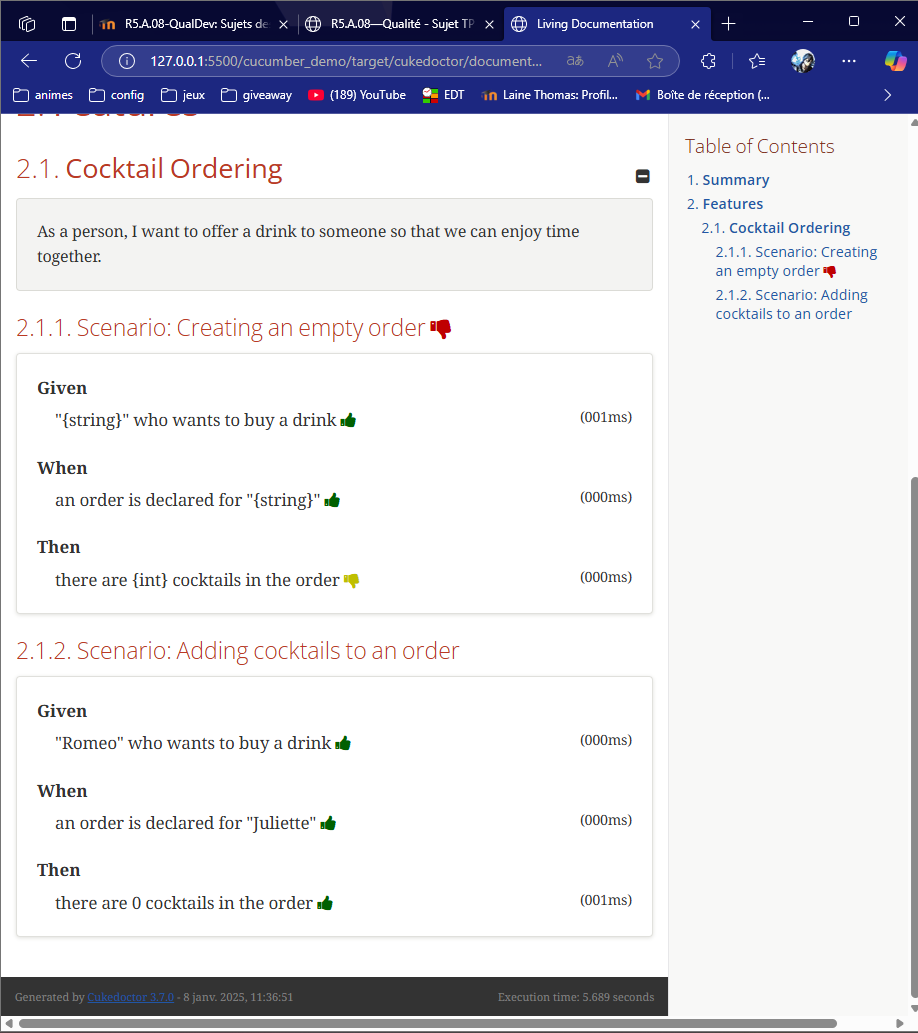 R5.A.08-QualDev: Sujets de
R5.A.08—Qualité - Sujet TP
Living Documentation
127.0.0.1:5500/cucumber_demo/target/cukedoctor/document...
animes
config
jeux
giveaway
(189) YouTube
EDT
Laine Thomas: Profil...
Boîte de réception (...
2. Features
2.1. Cocktail Ordering
As a person, I want to offer a drink to someone so that we can enjoy time
together.
2.1.1. Scenario: Creating an empty order
Given
"{string}" who wants to buy a drink (001ms)
When
an order is declared for "{string}" (000ms)
Then
there are {int} cocktails in the order (000ms)
2.1.2. Scenario: Adding cocktails to an order
Given
"Romeo" who wants to buy a drink (000ms)
When
an order is declared for "Juliette" (000ms)
Then
there are 0 cocktails in the order (001ms)
Generated by Cukedoctor 3.7.0 - 8 janv. 2025, 11:36:51
Execution time: 5.689 seconds
Table of Contents
1. Summary
2. Features
2.1. Cocktail Ordering
2.1.1. Scenario: Creating
an empty order
2.1.2. Scenario: Adding
cocktails to an order